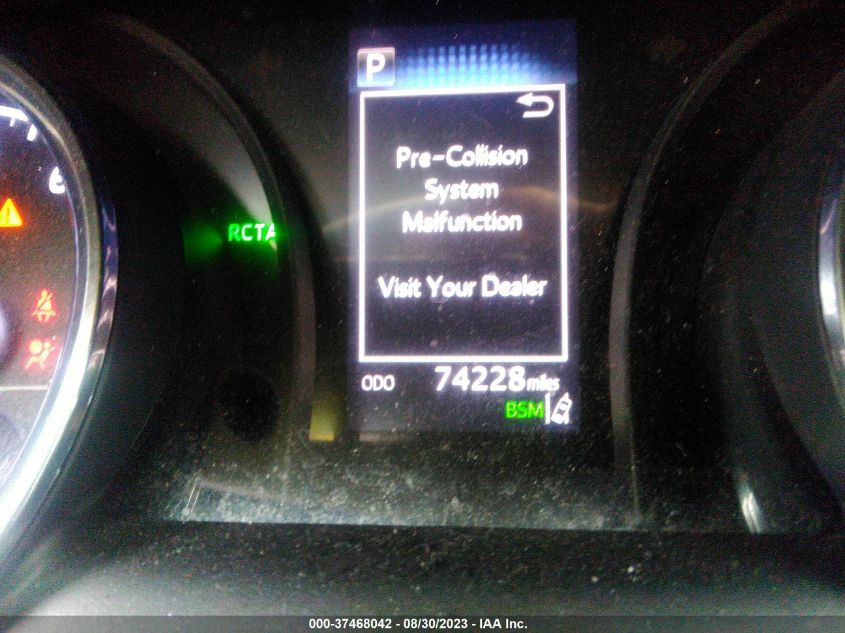 P
Pre-Collision
System
Malfunction
Visit Your Dealer
RCTA
ODO 74228 miles
BSM
000-37468042 - 08/30/2023 - IAA Inc.